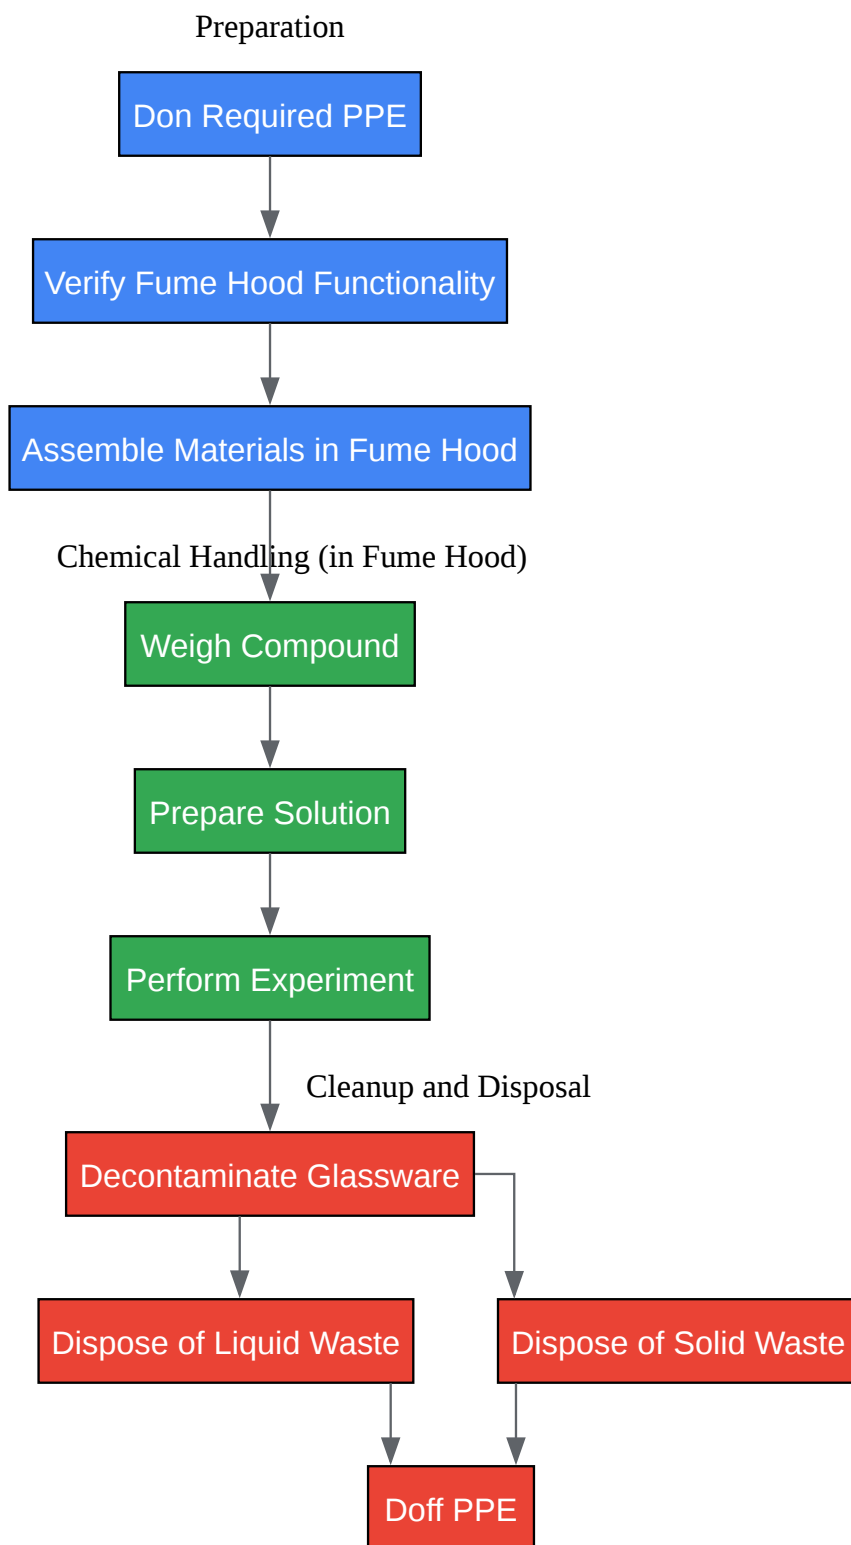 Preparation
Don Required PPE
Verify Fume Hood Functionality
Assemble Materials in Fume Hood
Chemical Handling (in Fume Hood)
Weigh Compound
Prepare Solution
Perform Experiment
Cleanup and Disposal
Decontaminate Glassware
Dispose of Liquid Waste
Dispose of Solid Waste
Doff PPE